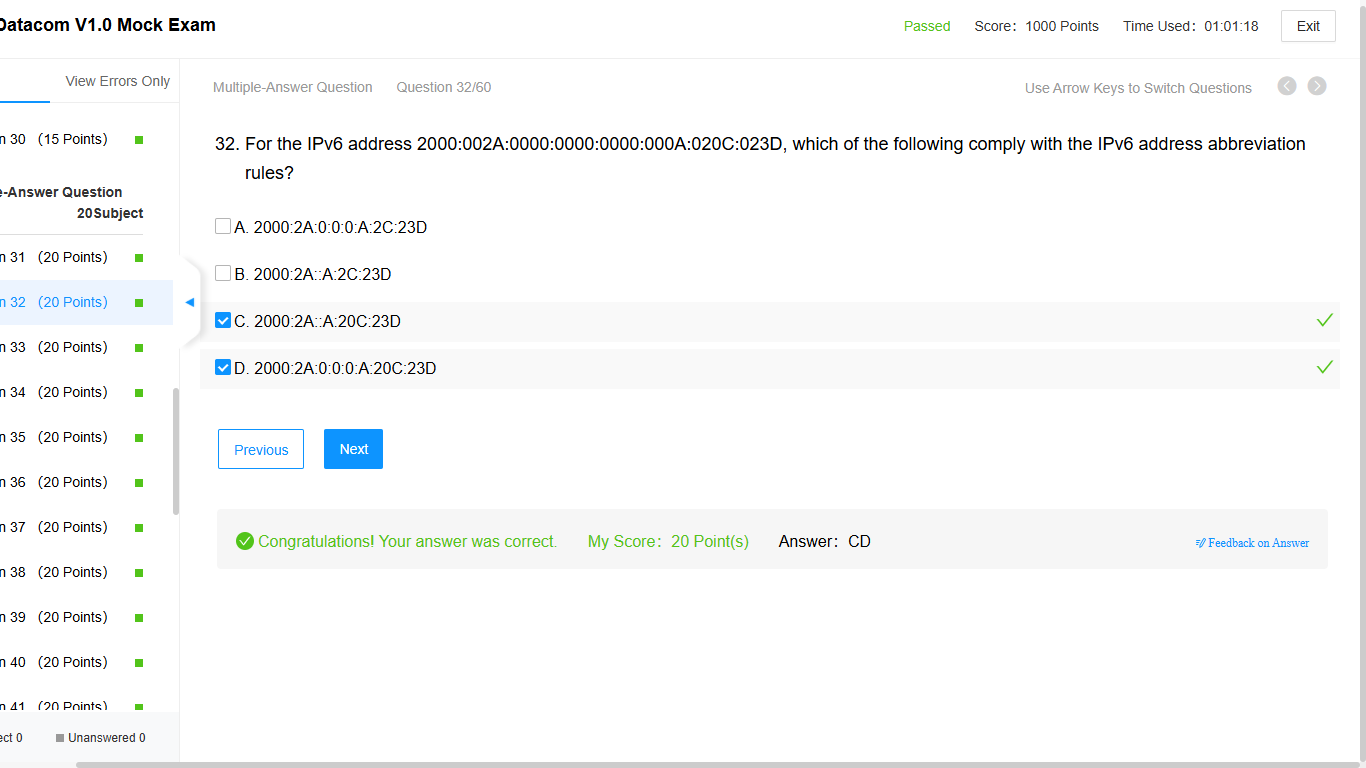 Datacom V1.0 Mock Exam
Passed Score: 1000 Points Time Used: 01:01:18 Exit
View Errors Only
Multiple-Answer Question Question 32/60 Use Arrow Keys to Switch Questions
n 30 (15 Points)
e-Answer Question
20Subject
n 31 (20 Points)
n 32 (20 Points)
n 33 (20 Points)
n 34 (20 Points)
n 35 (20 Points)
n 36 (20 Points)
n 37 (20 Points)
n 38 (20 Points)
n 39 (20 Points)
n 40 (20 Points)
n 41 (20 Points)
ect 0 Unanswered 0
32. For the IPv6 address 2000:002A:0000:0000:0000:000A:020C:023D, which of the following comply with the IPv6 address abbreviation
rules?
A. 2000:2A:0:0:0:A:2C:23D
B. 2000:2A::A:2C:23D
C. 2000:2A::A:20C:23D
D. 2000:2A:0:0:0:A:20C:23D
Previous Next
Congratulations! Your answer was correct. My Score: 20 Point(s) Answer: CD Feedback on Answer